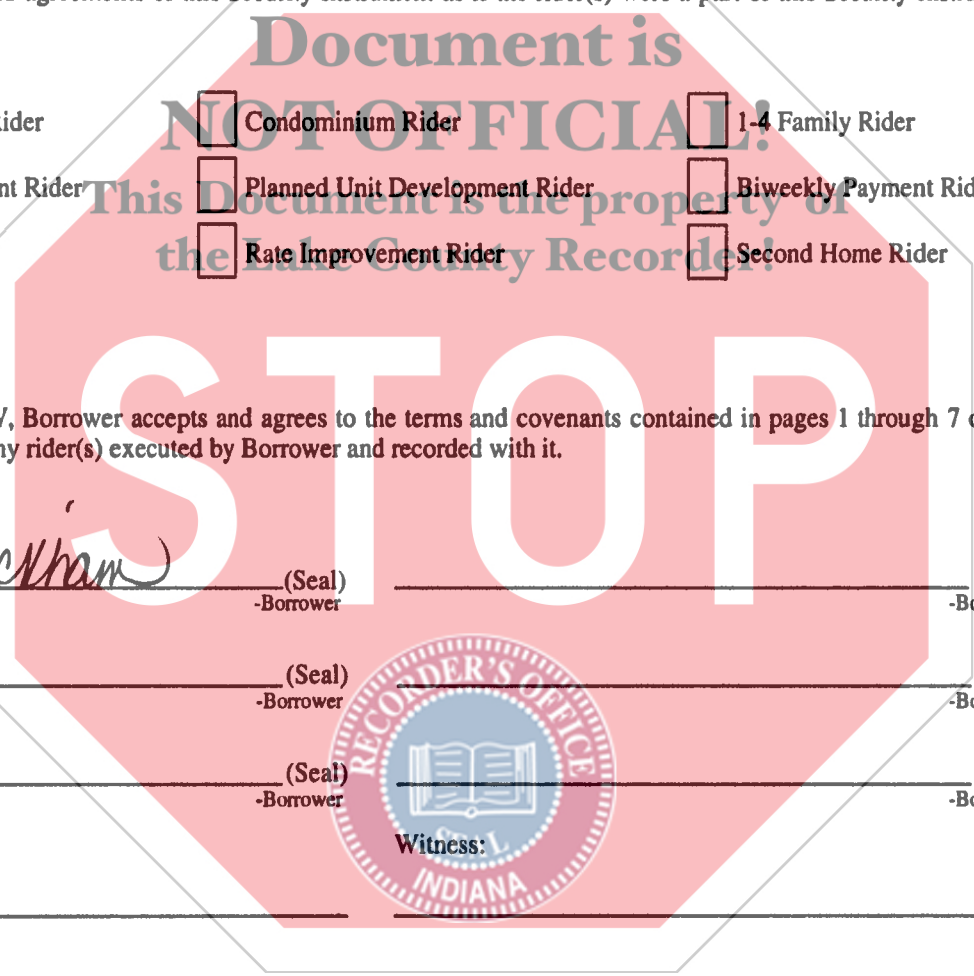 Document is
NOT OFFICIAL!
Rider Condominium Rider 1-4 Family Rider
This Document is the property of
nt Rider Planned Unit Development Rider Biweekly Payment Rid
the Lake County Recorder!
Rate Improvement Rider Second Home Rider
STOP
, Borrower accepts and agrees to the terms and covenants contained in pages 1 through 7
ny rider(s) executed by Borrower and recorded with it.
(Seal)
-Borrower -Bo
(Seal)
-Borrower -Bo
(Seal)
-Borrower -Bo
RECORDER'S OFFICE
SEAL
INDIANA
Witness: